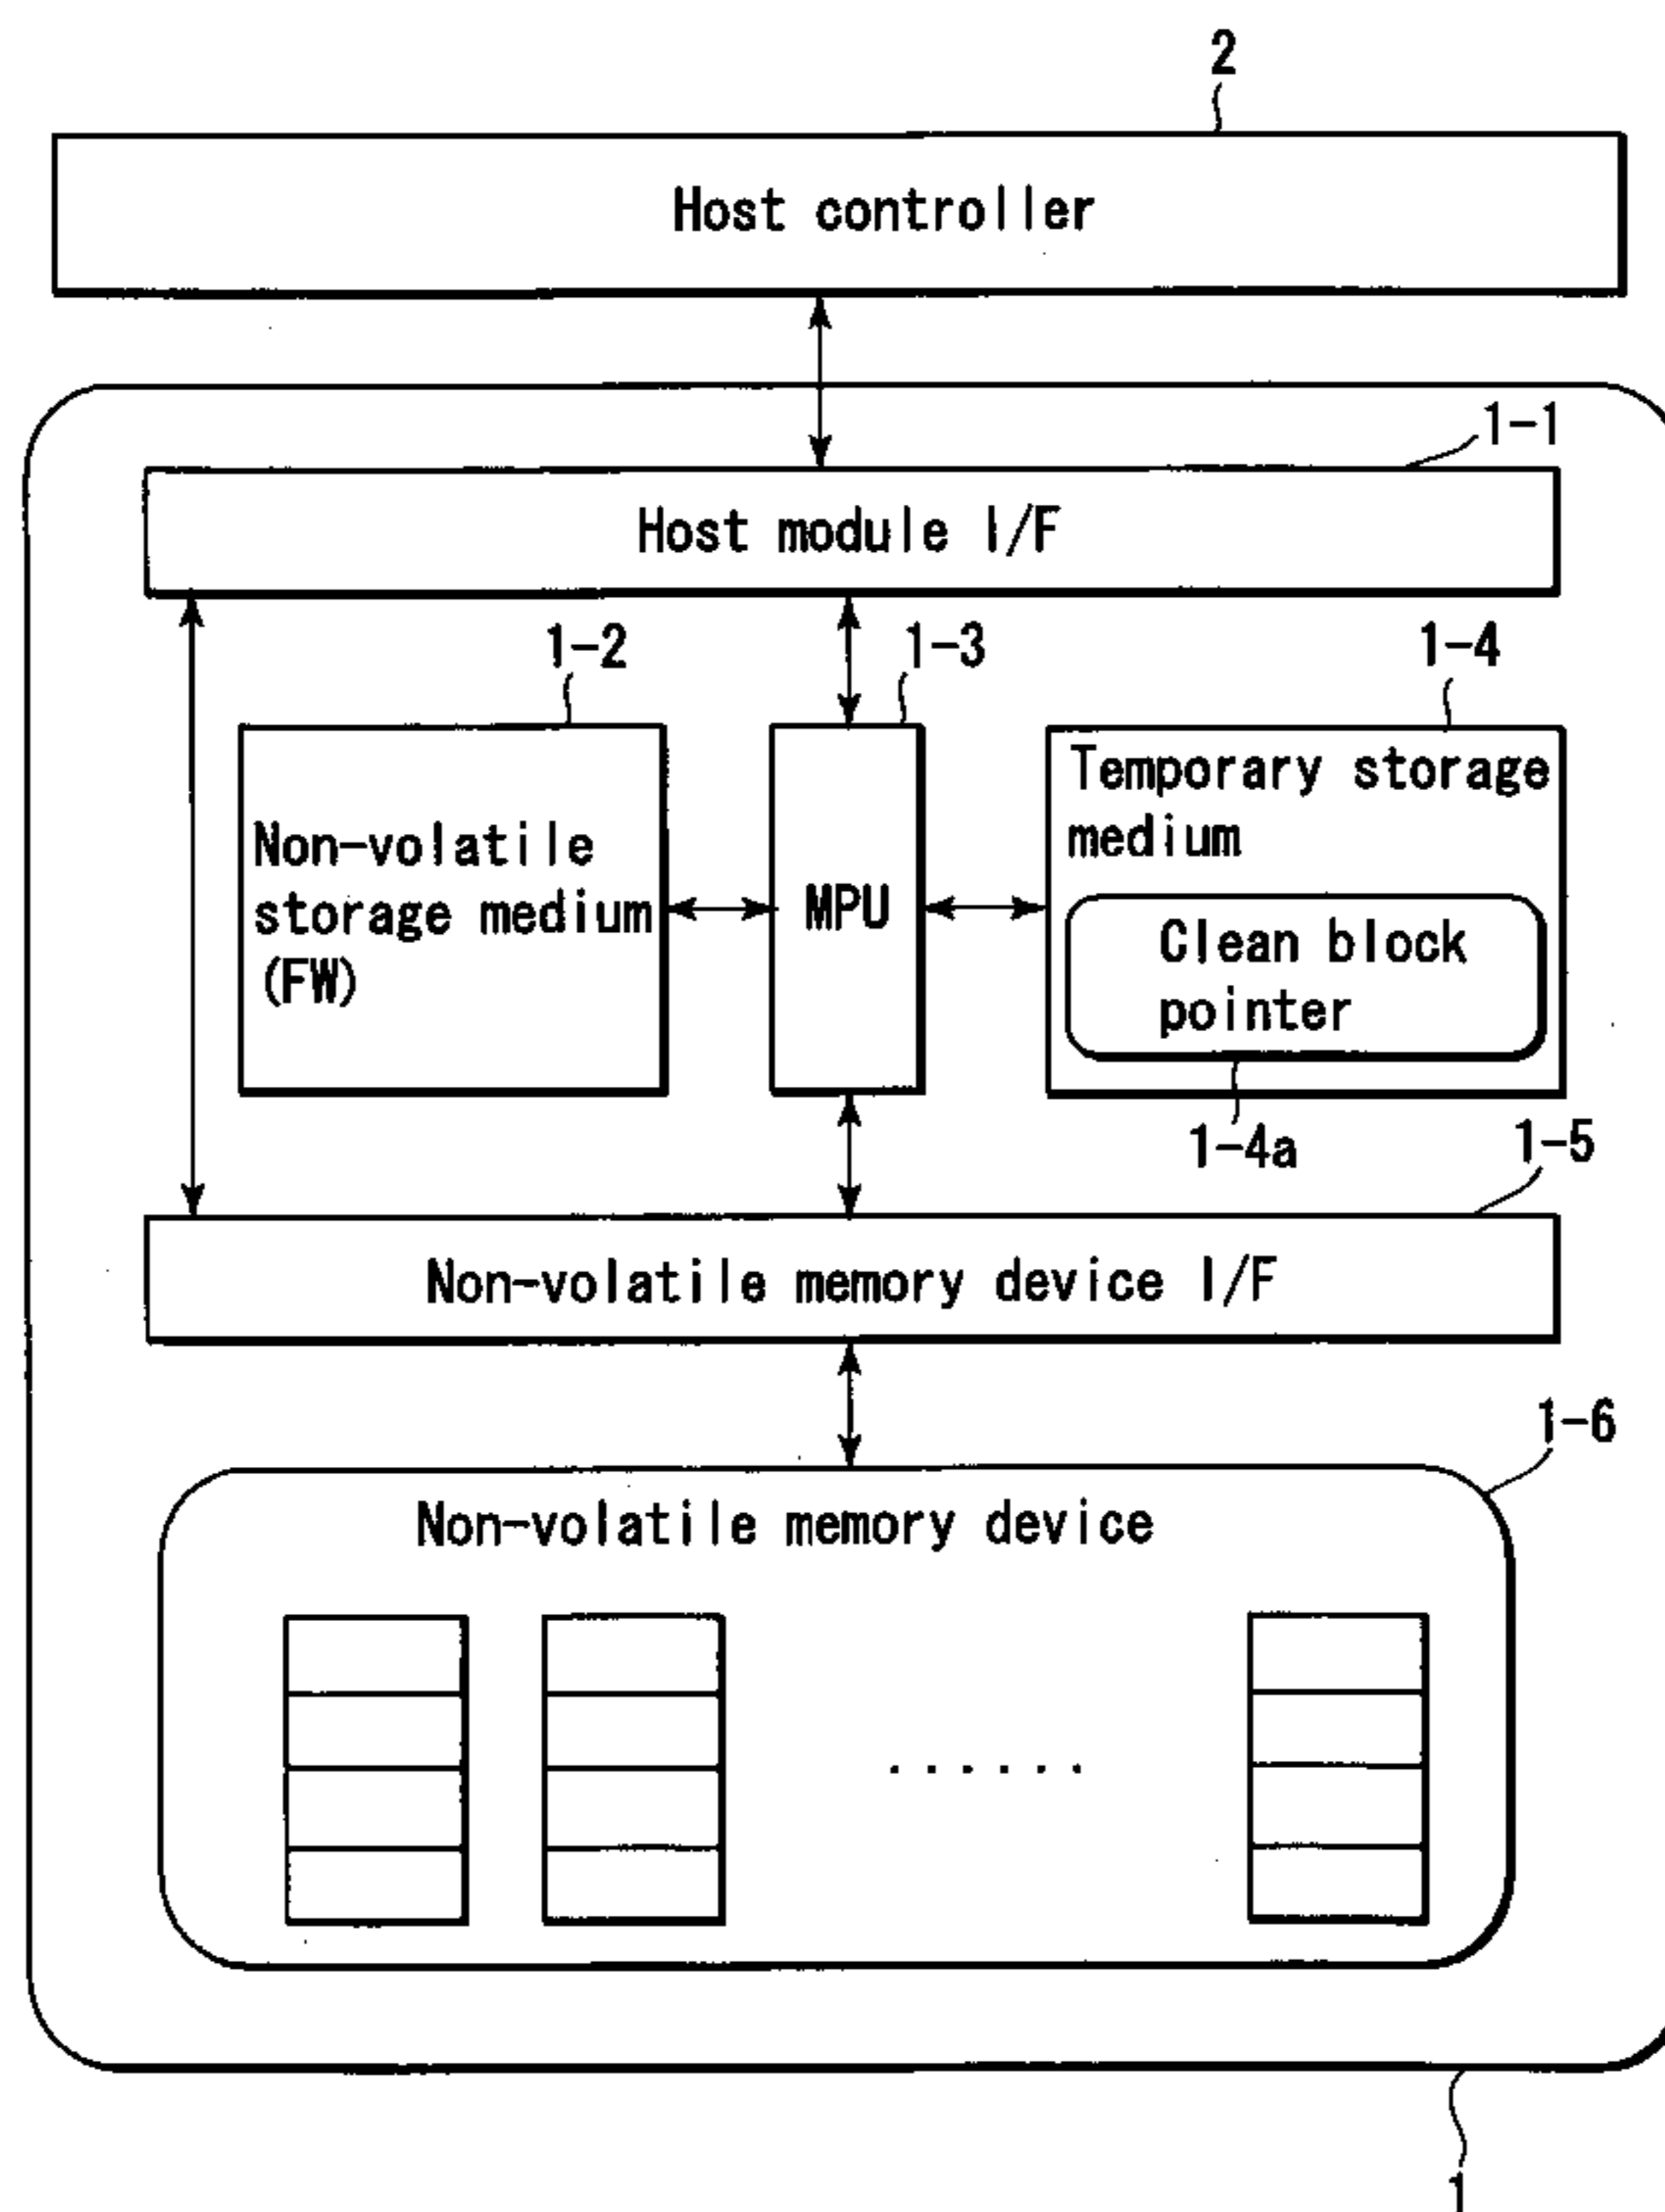 2
Host controller
1-1
Host module I/F
1-2
1-3
1-4
Non-volatile
storage medium
(FW)
MPU
Temporary storage
medium
Clean block
pointer
1-4a
1-5
Non-volatile memory device I/F
1-6
Non-volatile memory device
......
1